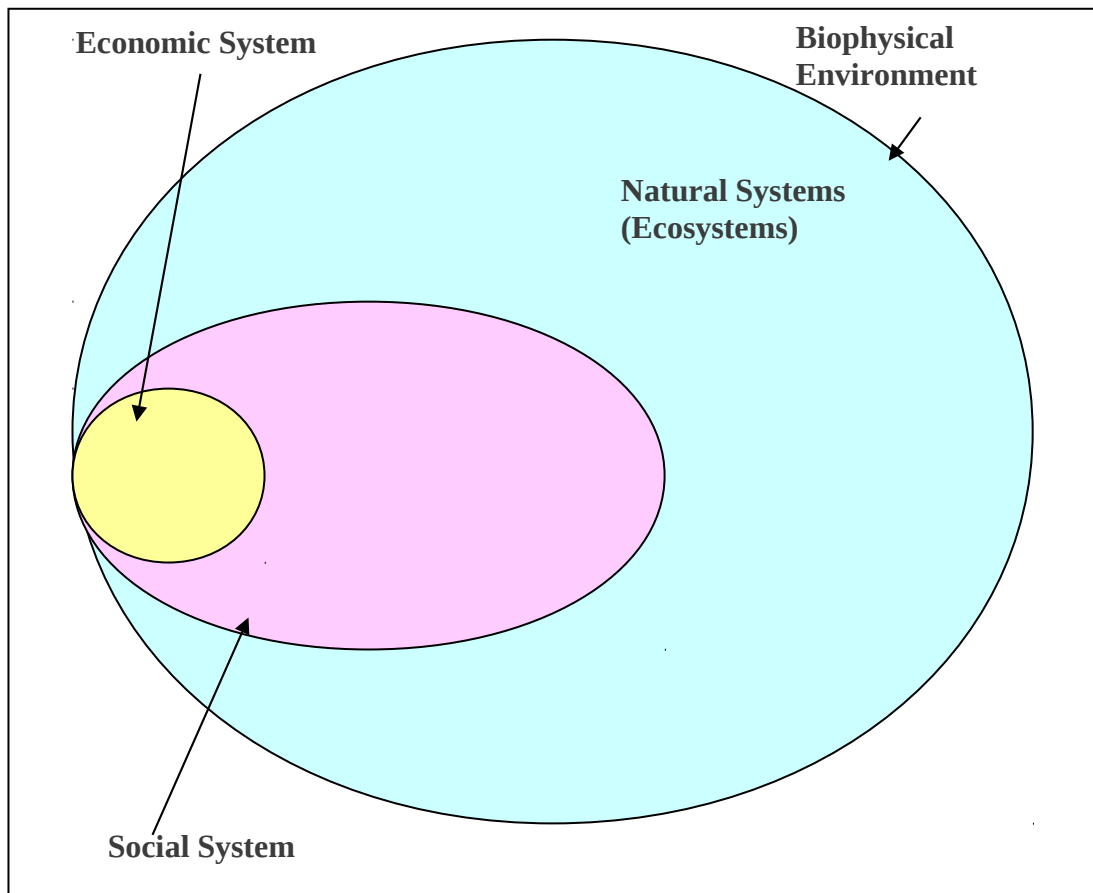 Economic System
Biophysical
Environment
Natural Systems
(Ecosystems)
Social System